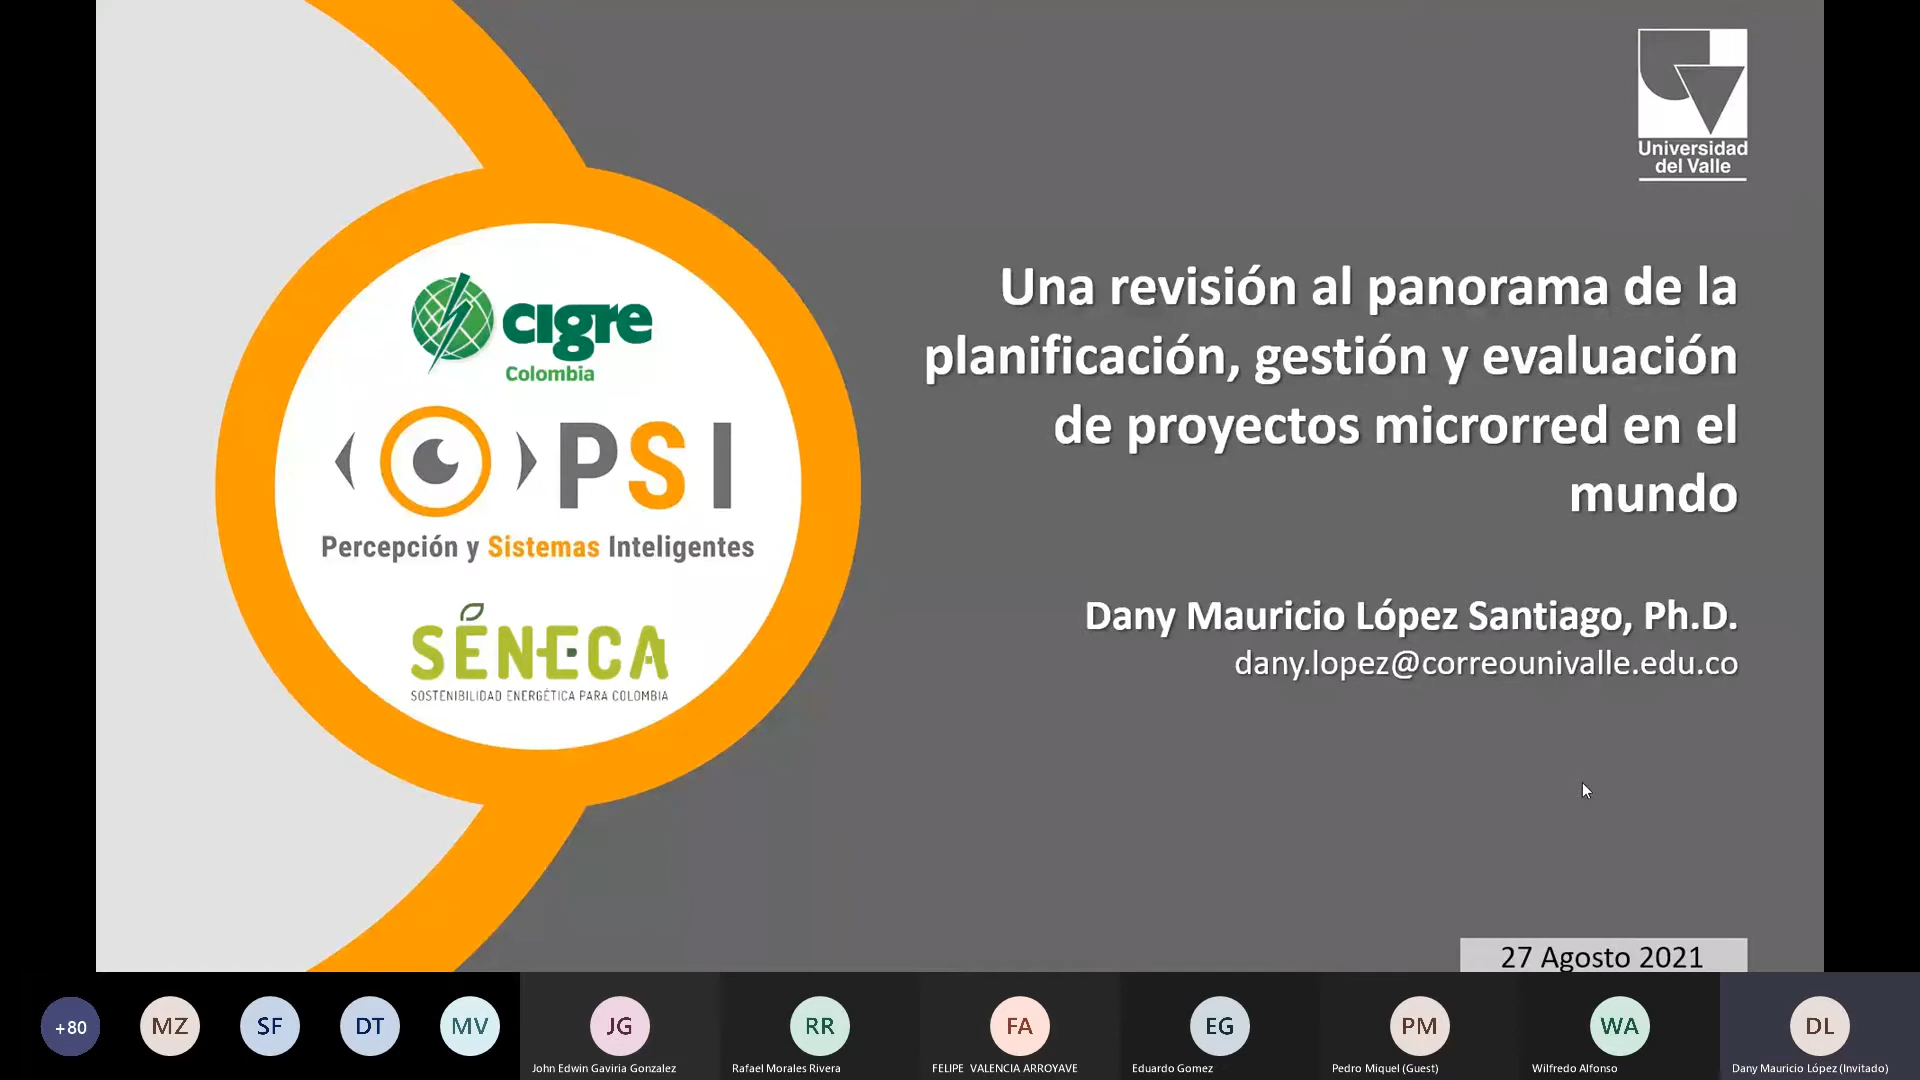 Universidad
del Valle
cigre
Colombia
PSI
Percepción y Sistemas Inteligentes
SÉNECA
SOSTENIBILIDAD ENERGÉTICA PARA COLOMBIA
Una revisión al panorama de la
planificación, gestión y evaluación
de proyectos microrred en el
mundo
Dany Mauricio López Santiago, Ph.D.
dany.lopez@correounivalle.edu.co
27 Agosto 2021
+80
MZ
SF
DT
MV
JG
RR
FA
EG
PM
WA
DL
John Edwin Gaviria Gonzalez
Rafael Morales Rivera
FELIPE VALENCIA ARROYAVE
Eduardo Gomez
Pedro Miquel (Guest)
Wilfredo Alfonso
Dany Mauricio López (Invitado)